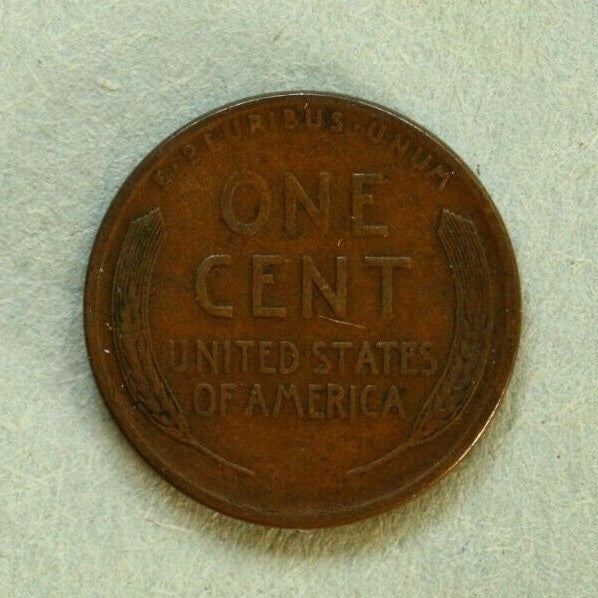 E·PLURIBUS·UNUM
ONE
CENT
UNITED·STATES
OF·AMERICA